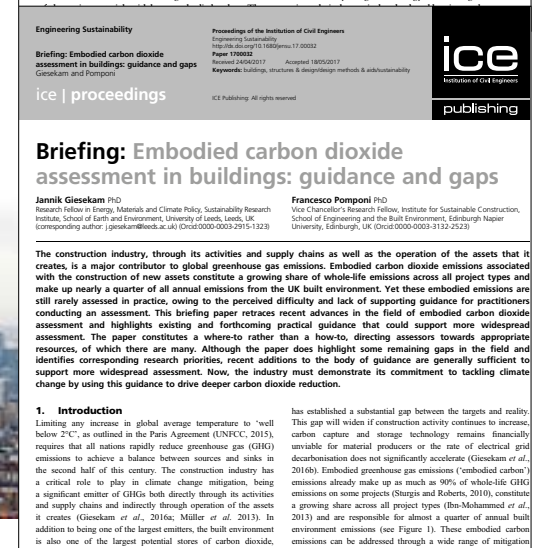 Engineering Sustainability
Briefing: Embodied carbon dioxide
assessment in buildings: guidance and gaps
Giesekam and Pomponi
ice | proceedings
Proceedings of the Institution of Civil Engineers
Engineering Sustainability
http://dx.doi.org/10.1680/jensu.17.00032
Paper 1700032
Received 24/04/2017 Accepted 18/05/2017
Keywords: buildings, structures & design/design methods & aids/sustainability
ICE Publishing: All rights reserved
ice
Institution of Civil Engineers
publishing
Briefing: Embodied carbon dioxide
assessment in buildings: guidance and gaps
Jannik Giesekam PhD
Research Fellow in Energy, Materials and Climate Policy, Sustainability Research
Institute, School of Earth and Environment, University of Leeds, Leeds, UK
(corresponding author: j.giesekam@leeds.ac.uk) (Orcid:0000-0003-2915-1323)
Francesco Pomponi PhD
Vice Chancellor's Research Fellow, Institute for Sustainable Construction,
School of Engineering and the Built Environment, Edinburgh Napier
University, Edinburgh, UK (Orcid:0000-0003-3132-2523)
The construction industry, through its activities and supply chains as well as the operation of the assets that it
creates, is a major contributor to global greenhouse gas emissions. Embodied carbon dioxide emissions associated
with the construction of new assets constitute a growing share of whole-life emissions across all project types and
make up nearly a quarter of all annual emissions from the UK built environment. Yet these embodied emissions are
still rarely assessed in practice, owing to the perceived difficulty and lack of supporting guidance for practitioners
conducting an assessment. This briefing paper retraces recent advances in the field of embodied carbon dioxide
assessment and highlights existing and forthcoming practical guidance that could support more widespread
assessment. The paper constitutes a where-to rather than a how-to, directing assessors towards appropriate
resources, of which there are many. Although the paper does highlight some remaining gaps in the field and
identifies corresponding research priorities, recent additions to the body of guidance are generally sufficient to
support more widespread assessment. Now, the industry must demonstrate its commitment to tackling climate
change by using this guidance to drive deeper carbon dioxide reduction.
1. Introduction
Limiting any increase in global average temperature to 'well
below 2°C', as outlined in the Paris Agreement (UNFCC, 2015),
requires that all nations rapidly reduce greenhouse gas (GHG)
emissions to achieve a balance between sources and sinks in
the second half of this century. The construction industry has
a critical role to play in climate change mitigation, being
a significant emitter of GHGs both directly through its activities
and supply chains and indirectly through operation of the assets
it creates (Giesekam et al., 2016a; Müller et al. 2013). In
addition to being one of the largest emitters, the built environment
is also one of the largest potential stores of carbon dioxide,
has established a substantial gap between the targets and reality.
This gap will widen if construction activity continues to increase,
carbon capture and storage technology remains financially
unviable for material producers or the rate of electrical grid
decarbonisation does not significantly accelerate (Giesekam et al.,
2016b). Embodied greenhouse gas emissions ('embodied carbon')
emissions already make up as much as 90% of whole-life GHG
emissions on some projects (Sturgis and Roberts, 2010), constitute
a growing share across all project types (Ibn-Mohammed et al.,
2013) and are responsible for almost a quarter of annual built
environment emissions (see Figure 1). These embodied carbon
emissions can be addressed through a wide range of mitigation